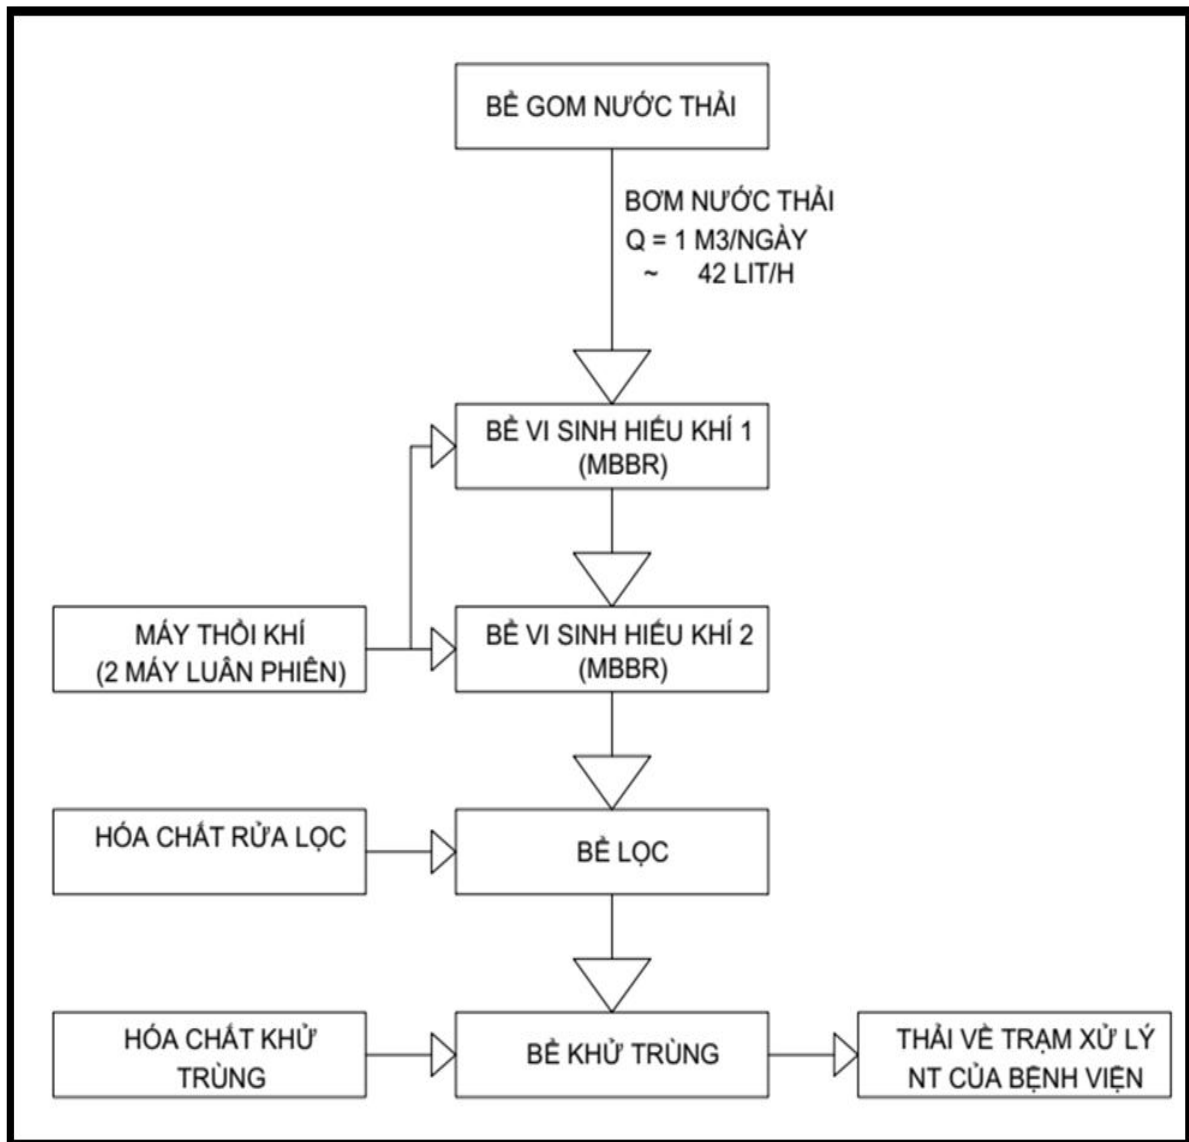 BỂ GOM NƯỚC THẢI
BƠM NƯỚC THẢI
Q = 1 M3/NGÀY
~ 42 LIT/H
BỂ VI SINH HIẾU KHÍ 1
(MBBR)
MÁY THỔI KHÍ
(2 MÁY LUÂN PHIÊN)
BỂ VI SINH HIẾU KHÍ 2
(MBBR)
HÓA CHẤT RỬA LỌC
BỂ LỌC
HÓA CHẤT KHỬ
TRÙNG
BỂ KHỬ TRÙNG
THẢI VỀ TRẠM XỬ LÝ
NT CỦA BỆNH VIỆN